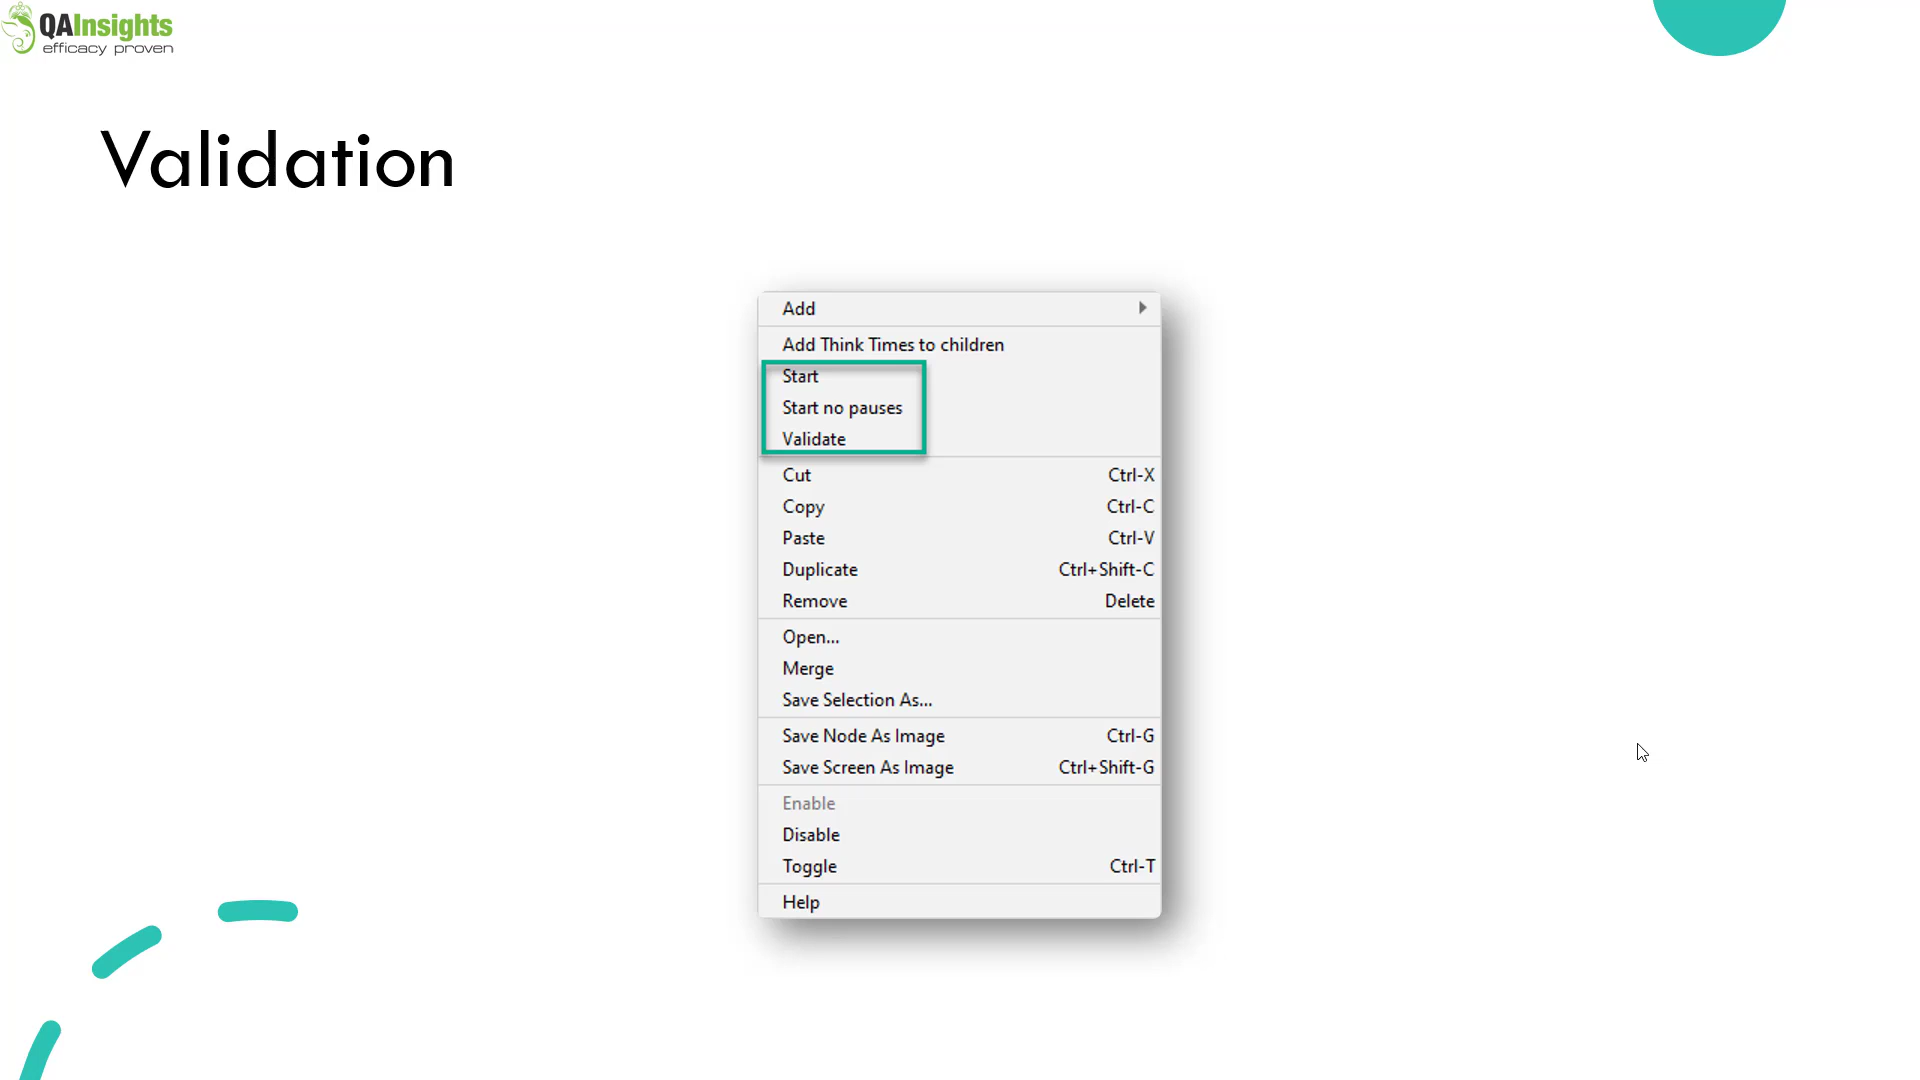 QAInsights
efficacy proven
Validation
Add
Add Think Times to children
Start
Start no pauses
Validate
Cut Ctrl-X
Copy Ctrl-C
Paste Ctrl-V
Duplicate Ctrl+Shift-C
Remove Delete
Open...
Merge
Save Selection As...
Save Node As Image Ctrl-G
Save Screen As Image Ctrl+Shift-G
Enable
Disable
Toggle Ctrl-T
Help